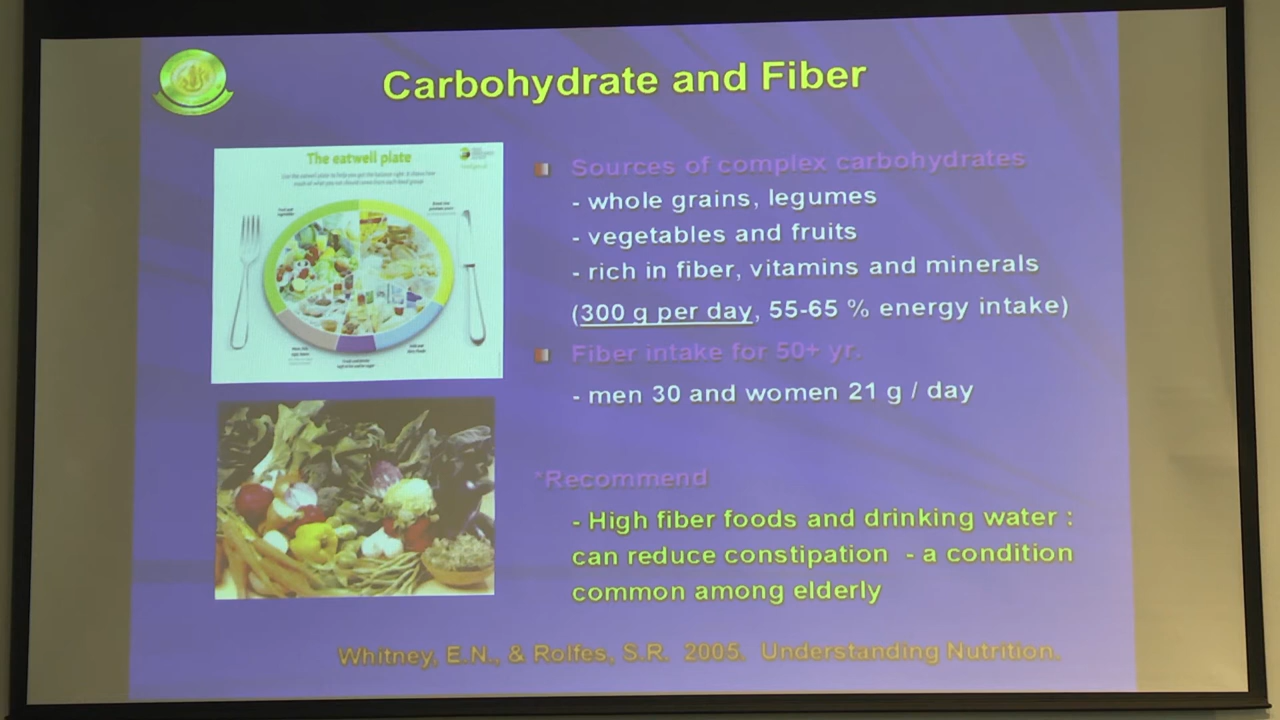 Carbohydrate and Fiber
The eatwell plate
Sources of complex carbohydrates
- whole grains, legumes
- vegetables and fruits
- rich in fiber, vitamins and minerals
(300 g per day, 55-65 % energy intake)
Fiber intake for 50+ yr.
- men 30 and women 21 g / day
*Recommend
- High fiber foods and drinking water :
can reduce constipation - a condition
common among elderly
Whitney, E.N., & Rolfes, S.R. 2005. Understanding Nutrition.